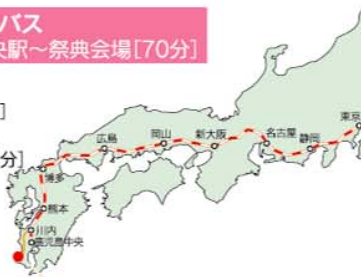 バス
央駅～祭典会場[70分]
]
分]
東京
静岡
名古屋
新大阪
岡山
広島
博多
熊本
川内
鹿児島中央